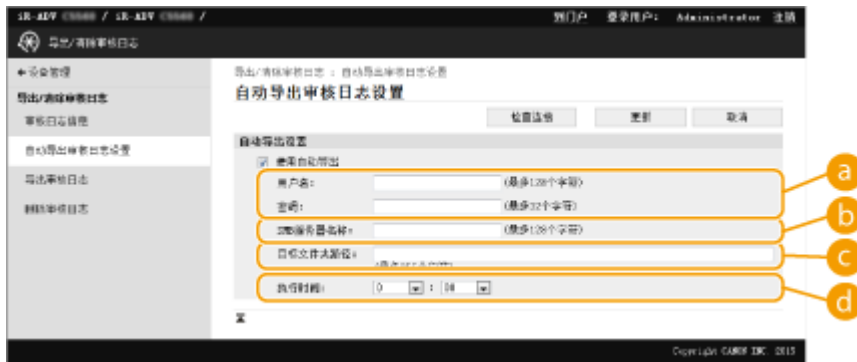 iR-ADV / iR-ADV /
到门户 登录用户: Administrator 注销
导出/清除审核日志
设备管理
导出/清除审核日志 : 自动导出审核日志设置
自动导出审核日志设置
导出/清除审核日志
审核日志信息
自动导出审核日志设置
导出审核日志
删除审核日志
检查连接 更新 取消
自动导出设置
使用自动导出
用户名: (最多128个字符)
密码: (最多32个字符)
SMB服务器名称: (最多128个字符)
目标文件夹路径:
执行时间: 0 : 00
a
b
c
d
Copyright CANON INC. 2015